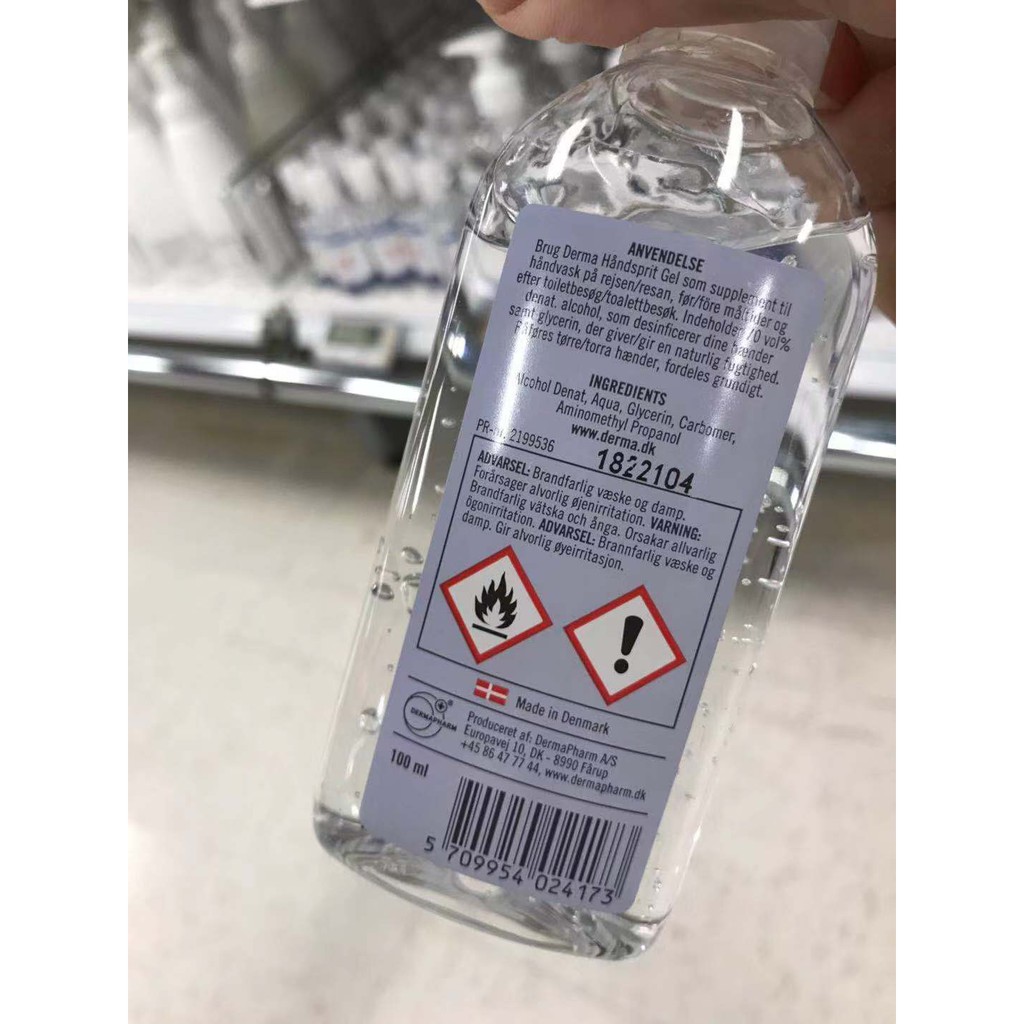 ANVENDELSE
Brug Derma Håndsprit Gel som supplement til
håndvask på rejsen/resan, før/före måltider og
efter toiletbesøg/toalettbesök. Indeholder 70 vol%
denat. alcohol, som desinficerer dine hænder
samt glycerin, der giver/gir en naturlig fugtighed.
Påføres tørre/torra hænder, fordeles grundigt.
INGREDIENTS
Alcohol Denat, Aqua, Glycerin, Carbomer,
Aminomethyl Propanol
www.derma.dk
PR-nr. 2199536
1822104
ADVARSEL: Brandfarlig væske og damp.
Forårsager alvorlig øjenirritation. VARNING:
Brandfarlig vätska och ånga. Orsakar allvarlig
ögonirritation. ADVARSEL: Brannfarlig væske og
damp. Gir alvorlig øyeirritasjon.
Made in Denmark
DERMAPHARM
®
Produceret af: DermaPharm A/S
Europavej 10, DK - 8990 Fårup
+45 86 47 77 44, www.dermapharm.dk
100 ml
5 709954 024173